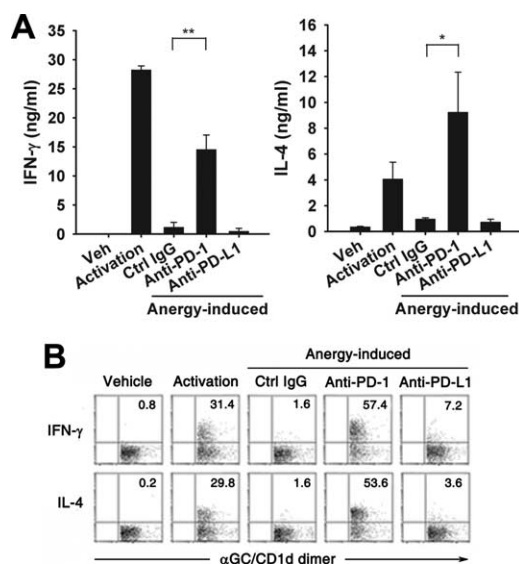 A
IFN-γ (ng/ml)
35
30
25
20
15
10
5
0
**
Veh
Activation
Ctrl IgG
Anti-PD-1
Anti-PD-L1
Anergy-induced
IL-4 (ng/ml)
16
14
12
10
8
6
4
2
0
*
Veh
Activation
Ctrl IgG
Anti-PD-1
Anti-PD-L1
Anergy-induced
B
Anergy-induced
Vehicle Activation Ctrl IgG Anti-PD-1 Anti-PD-L1
IFN-γ 0.8 31.4 1.6 57.4 7.2
IL-4 0.2 29.8 1.6 53.6 3.6
αGC/CD1d dimer